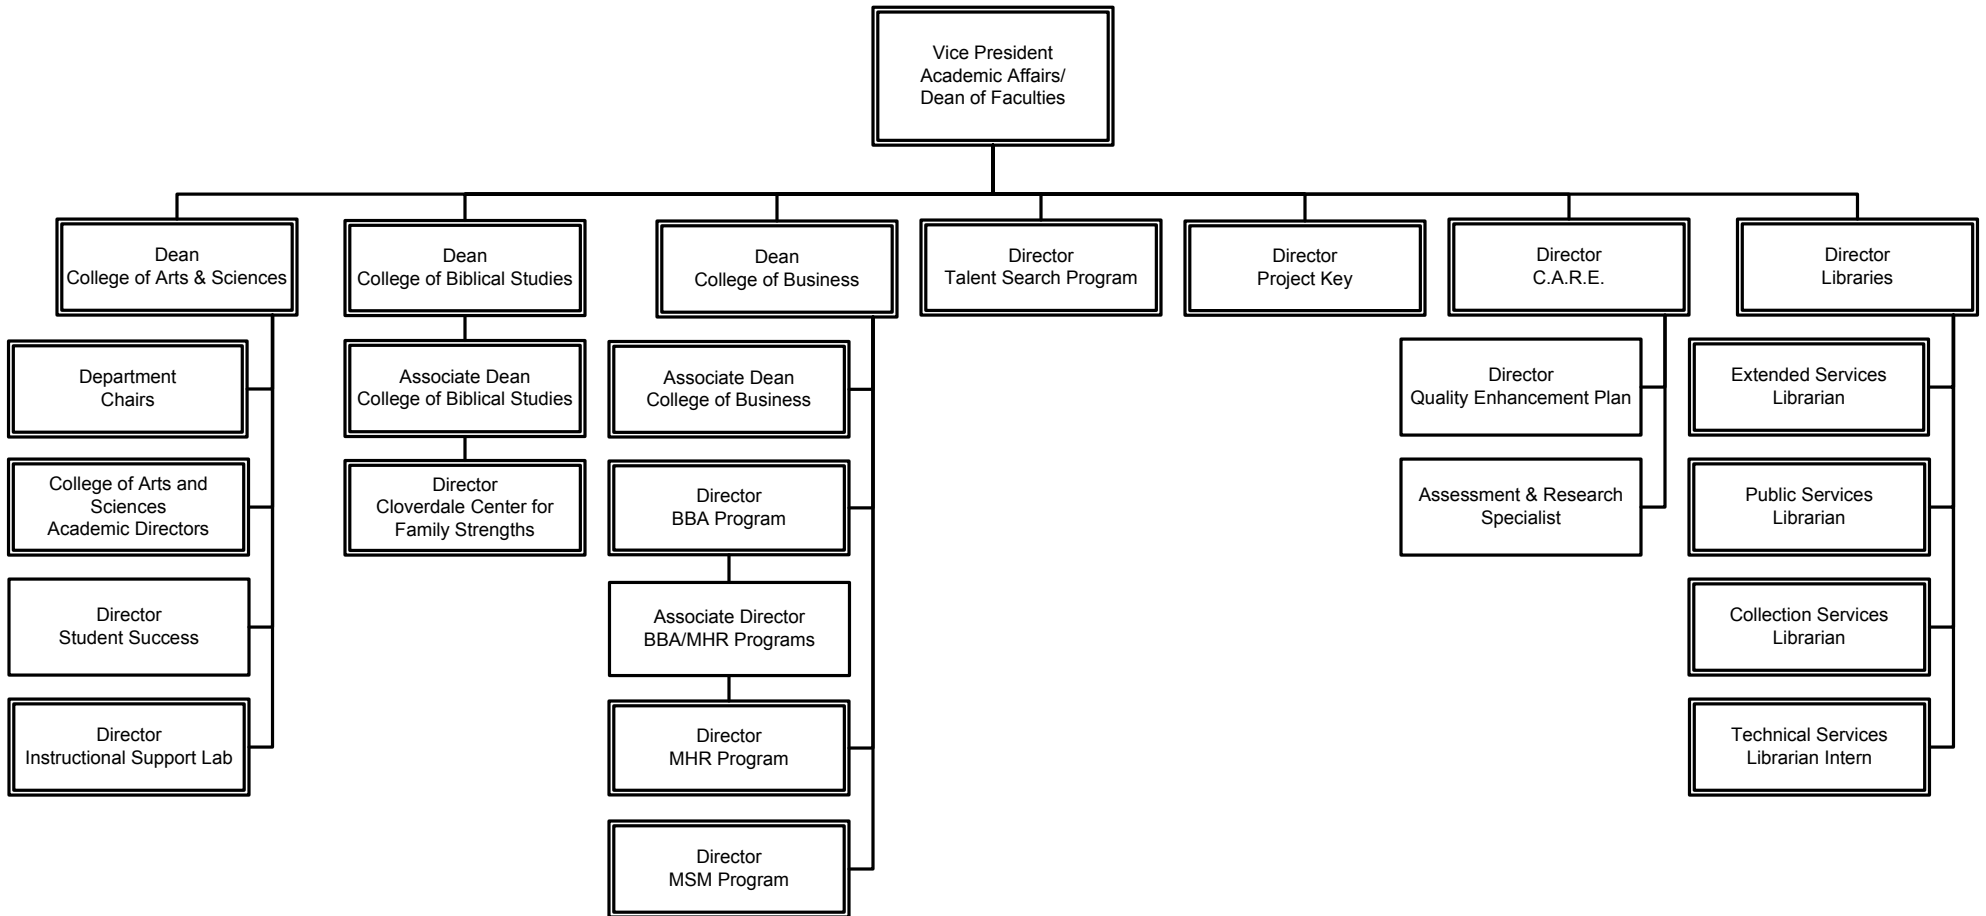 Vice President
Academic Affairs/
Dean of Faculties
Dean
College of Arts & Sciences
Dean
College of Biblical Studies
Dean
College of Business
Director
Talent Search Program
Director
Project Key
Director
C.A.R.E.
Director
Libraries
Department
Chairs
College of Arts and
Sciences
Academic Directors
Director
Student Success
Director
Instructional Support Lab
Associate Dean
College of Biblical Studies
Director
Cloverdale Center for
Family Strengths
Associate Dean
College of Business
Director
BBA Program
Associate Director
BBA/MHR Programs
Director
MHR Program
Director
MSM Program
Director
Quality Enhancement Plan
Assessment & Research
Specialist
Extended Services
Librarian
Public Services
Librarian
Collection Services
Librarian
Technical Services
Librarian Intern